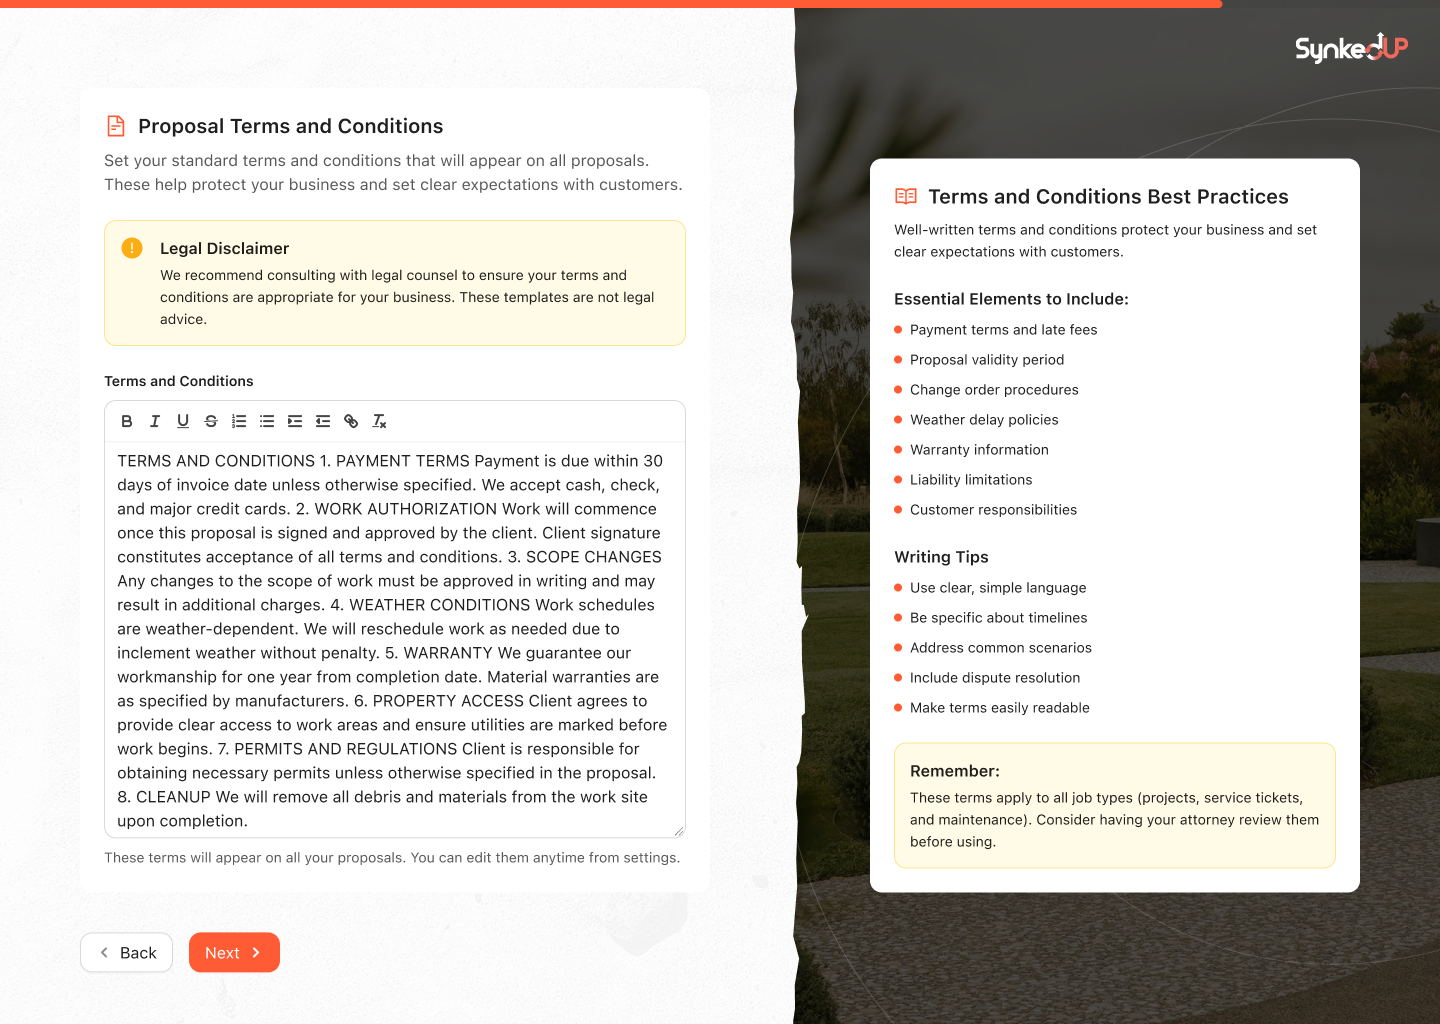 SynkedUP
Proposal Terms and Conditions
Set your standard terms and conditions that will appear on all proposals.
These help protect your business and set clear expectations with customers.
Legal Disclaimer
We recommend consulting with legal counsel to ensure your terms and
conditions are appropriate for your business. These templates are not legal
advice.
Terms and Conditions
TERMS AND CONDITIONS 1. PAYMENT TERMS Payment is due within 30
days of invoice date unless otherwise specified. We accept cash, check,
and major credit cards. 2. WORK AUTHORIZATION Work will commence
once this proposal is signed and approved by the client. Client signature
constitutes acceptance of all terms and conditions. 3. SCOPE CHANGES
Any changes to the scope of work must be approved in writing and may
result in additional charges. 4. WEATHER CONDITIONS Work schedules
are weather-dependent. We will reschedule work as needed due to
inclement weather without penalty. 5. WARRANTY We guarantee our
workmanship for one year from completion date. Material warranties are
as specified by manufacturers. 6. PROPERTY ACCESS Client agrees to
provide clear access to work areas and ensure utilities are marked before
work begins. 7. PERMITS AND REGULATIONS Client is responsible for
obtaining necessary permits unless otherwise specified in the proposal.
8. CLEANUP We will remove all debris and materials from the work site
upon completion.
These terms will appear on all your proposals. You can edit them anytime from settings.
Back
Next
Terms and Conditions Best Practices
Well-written terms and conditions protect your business and set
clear expectations with customers.
Essential Elements to Include:
Payment terms and late fees
Proposal validity period
Change order procedures
Weather delay policies
Warranty information
Liability limitations
Customer responsibilities
Writing Tips
Use clear, simple language
Be specific about timelines
Address common scenarios
Include dispute resolution
Make terms easily readable
Remember:
These terms apply to all job types (projects, service tickets,
and maintenance). Consider having your attorney review them
before using.